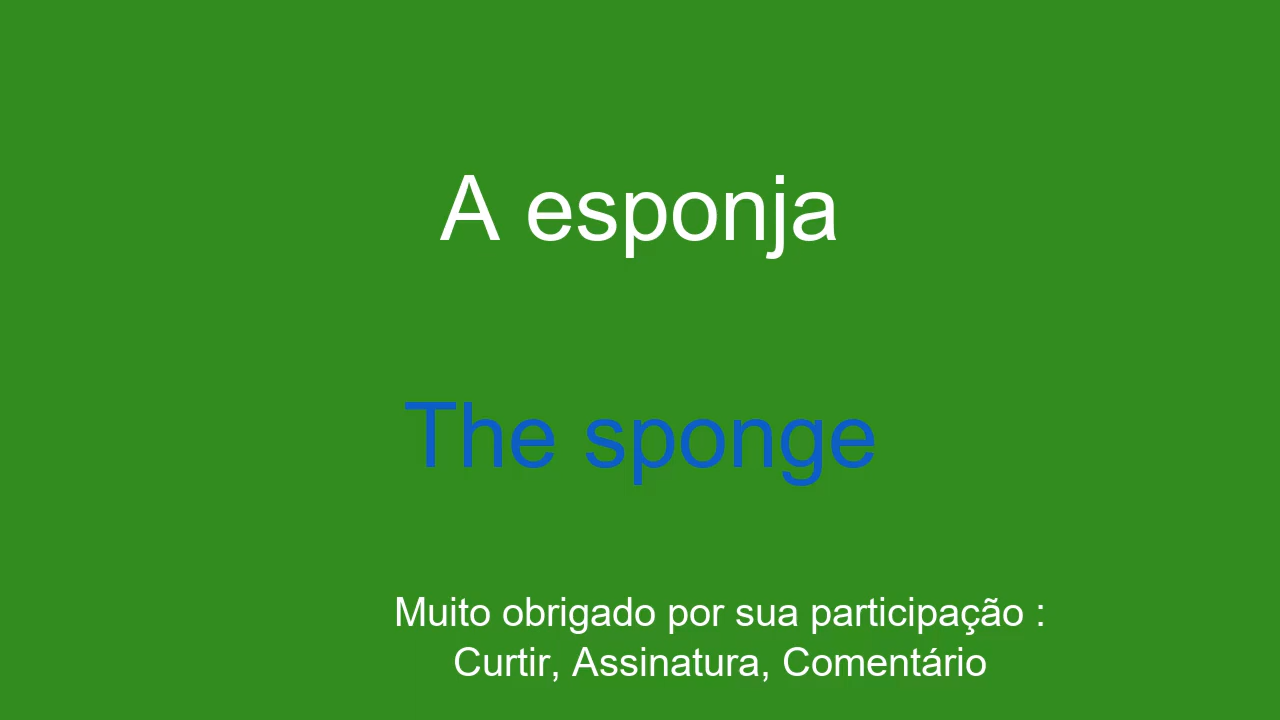 A esponja
The sponge
Muito obrigado por sua participação :
Curtir, Assinatura, Comentário